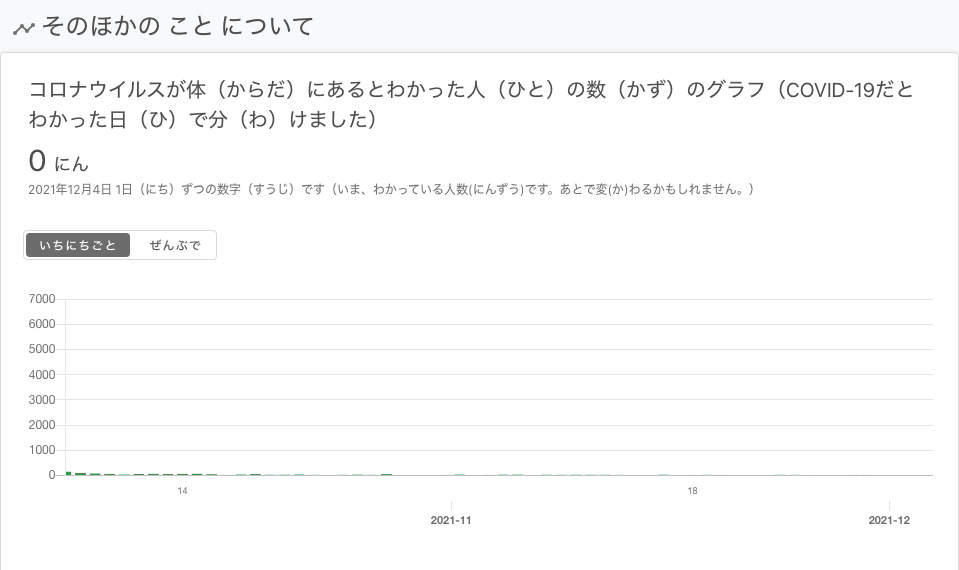 そのほかの こと について
コロナウイルスが体（からだ）にあるとわかった人（ひと）の数（かず）のグラフ（COVID-19だと
わかった日（ひ）で分（わ）けました）
0 にん
2021年12月4日 1日（にち）ずつの数字（すうじ）です（いま、わかっている人数(にんずう)です。あとで変(か)わるかもしれません。）
いちにちごと ぜんぶで
7000
6000
5000
4000
3000
2000
1000
0
14 18
2021-11 2021-12